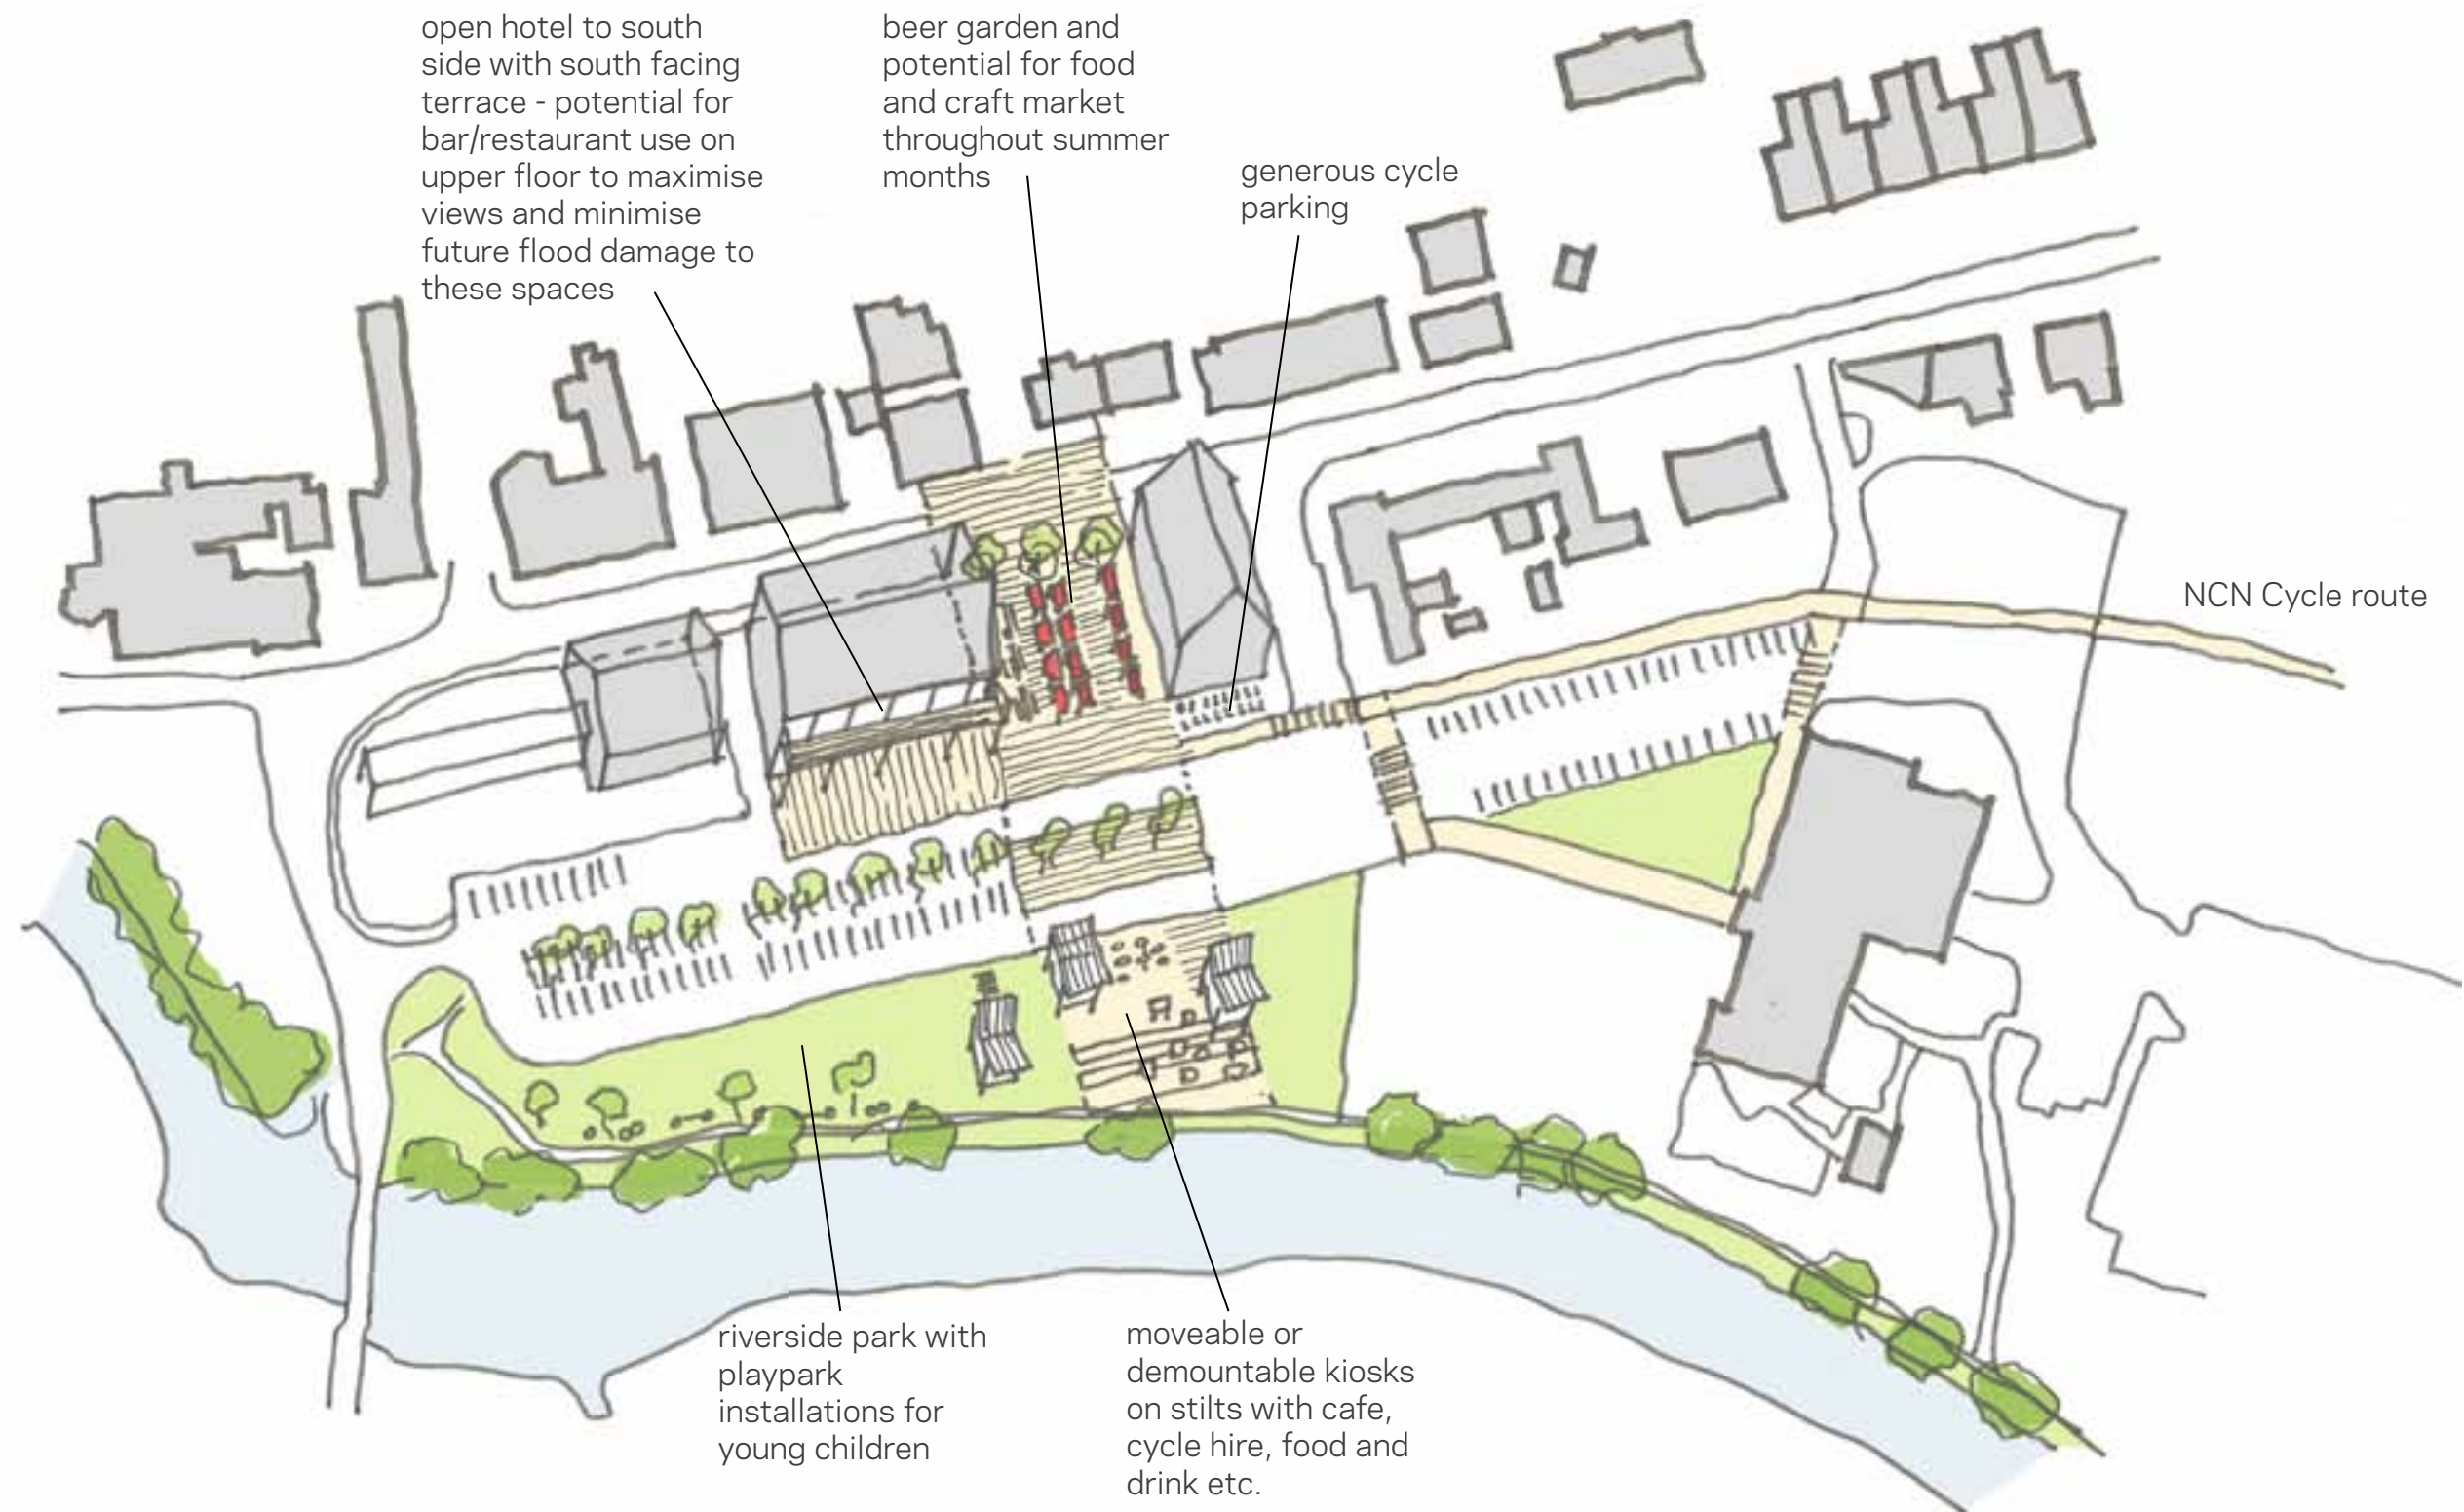 open hotel to south
side with south facing
terrace - potential for
bar/restaurant use on
upper floor to maximise
views and minimise
future flood damage to
these spaces
beer garden and
potential for food
and craft market
throughout summer
months
generous cycle
parking
NCN Cycle route
riverside park with
playpark
installations for
young children
moveable or
demountable kiosks
on stilts with cafe,
cycle hire, food and
drink etc.